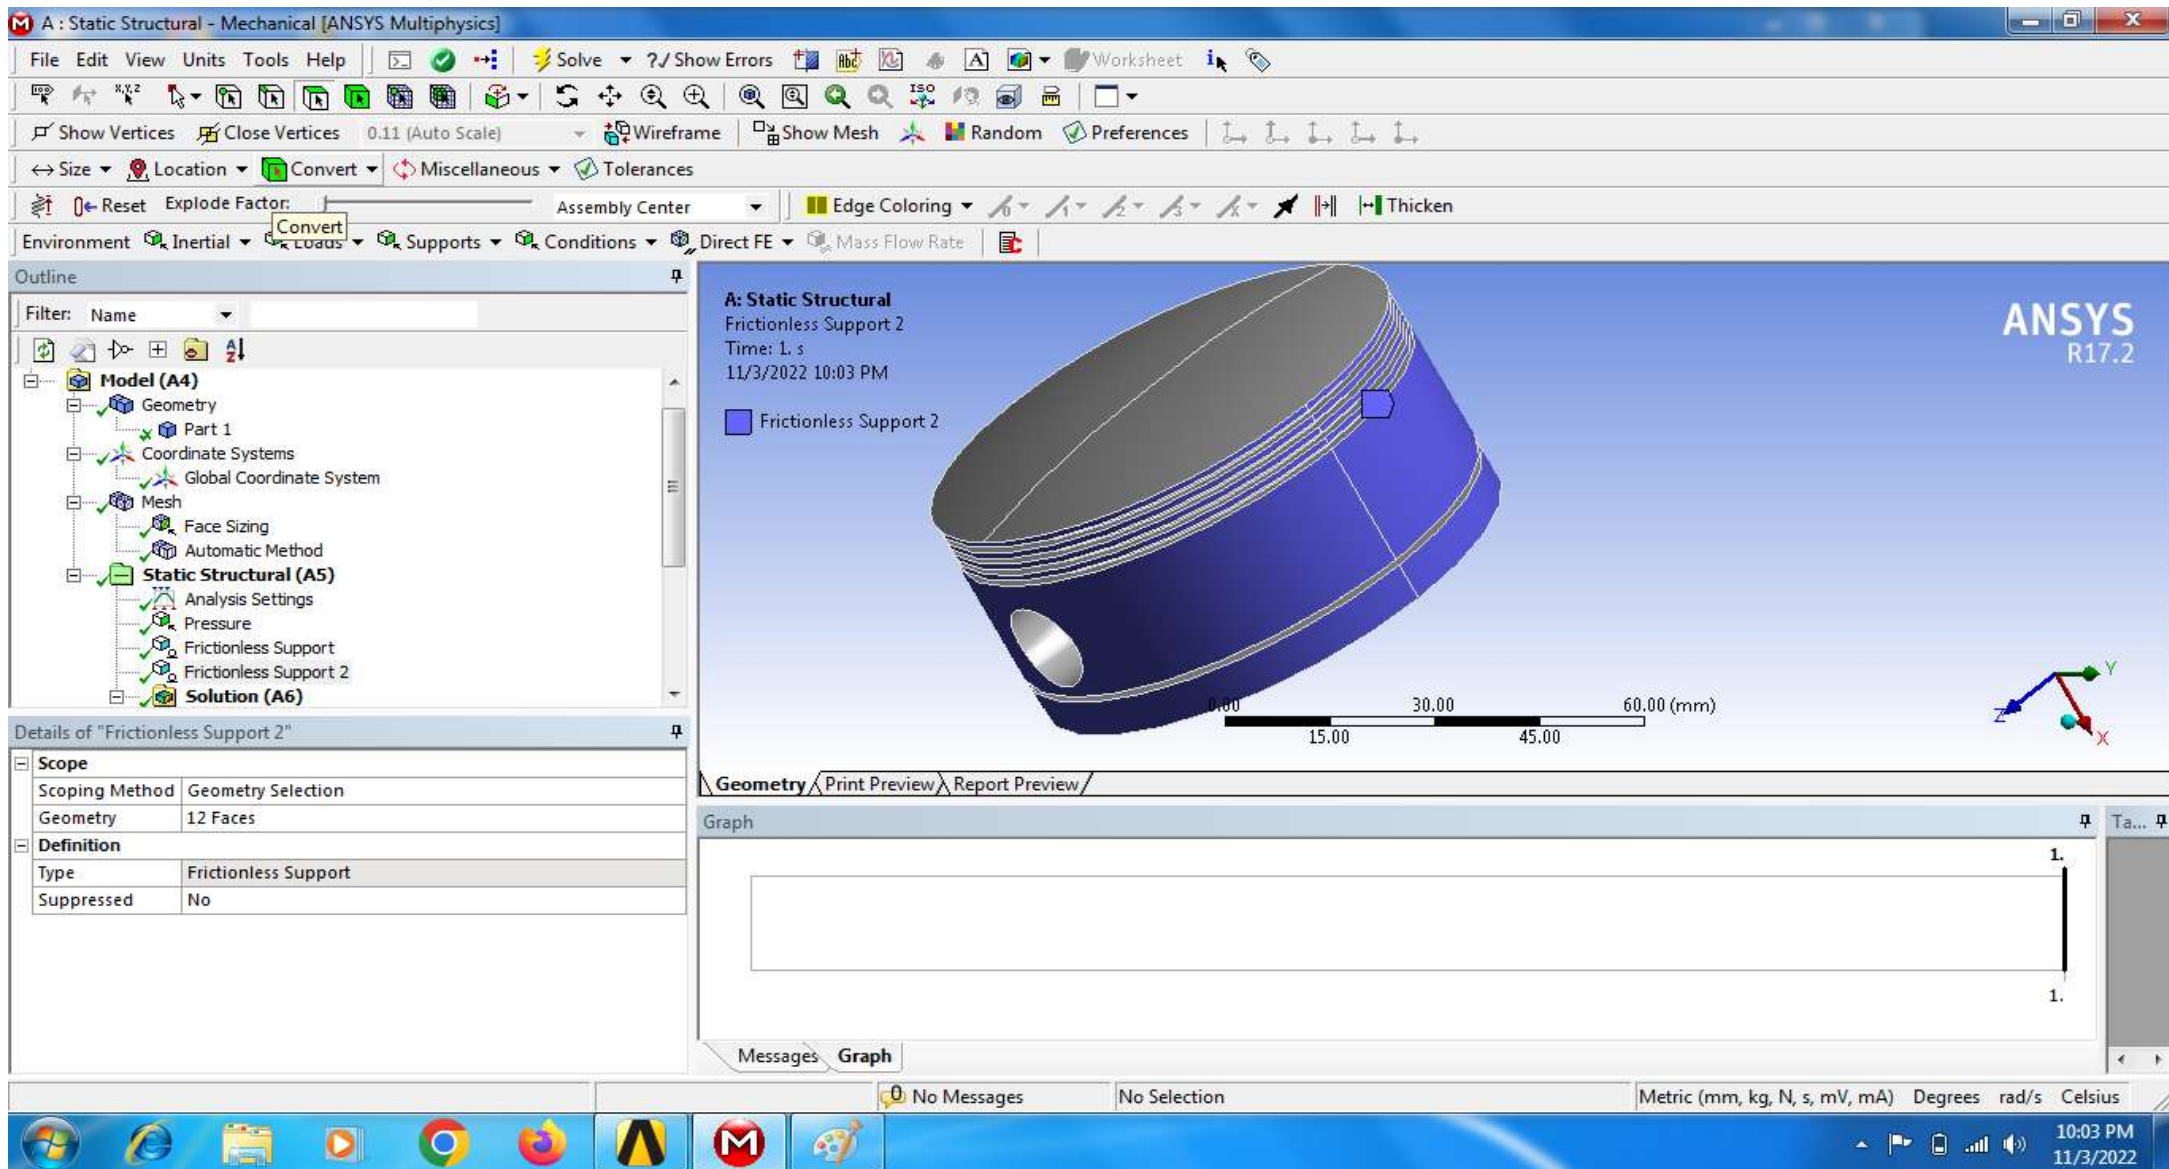 A : Static Structural - Mechanical [ANSYS Multiphysics]
File Edit View Units Tools Help Solve ?/ Show Errors Worksheet
Show Vertices Close Vertices 0.11 (Auto Scale) Wireframe Show Mesh Random Preferences
Size Location Convert Miscellaneous Tolerances
Reset Explode Factor: Assembly Center Edge Coloring Thicken
Convert
Environment Inertial Loads Supports Conditions Direct FE Mass Flow Rate
Outline
Filter: Name
Model (A4)
Geometry
Part 1
Coordinate Systems
Global Coordinate System
Mesh
Face Sizing
Automatic Method
Static Structural (A5)
Analysis Settings
Pressure
Frictionless Support
Frictionless Support 2
Solution (A6)
Details of "Frictionless Support 2"
Scope
Scoping Method Geometry Selection
Geometry 12 Faces
Definition
Type Frictionless Support
Suppressed No
A: Static Structural
Frictionless Support 2
Time: 1. s
11/3/2022 10:03 PM
Frictionless Support 2
ANSYS
R17.2
0.00 30.00 60.00 (mm)
15.00 45.00
Y
Z
X
Geometry Print Preview Report Preview
Graph
Ta...
1.
1.
Messages Graph
No Messages No Selection Metric (mm, kg, N, s, mV, mA) Degrees rad/s Celsius
10:03 PM
11/3/2022